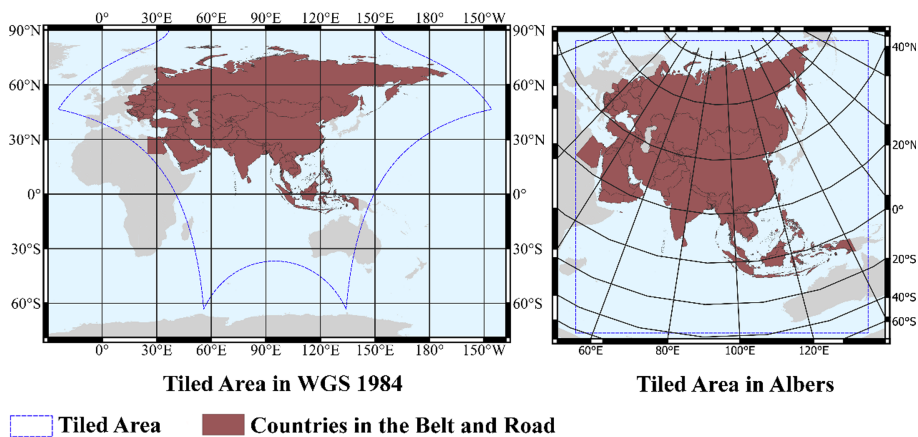 0° 30°E 60°E 90°E 120°E 150°E 180° 150°W
90°N 90°N
60°N 60°N
30°N 30°N
0° 0°
30°S 30°S
60°S 60°S
0° 30°E 60°E 90°E 120°E 150°E 180° 150°W
40°N
20°N
0°
20°S
40°S
60°S
60°E 80°E 100°E 120°E
Tiled Area in WGS 1984
Tiled Area in Albers
Tiled Area
Countries in the Belt and Road